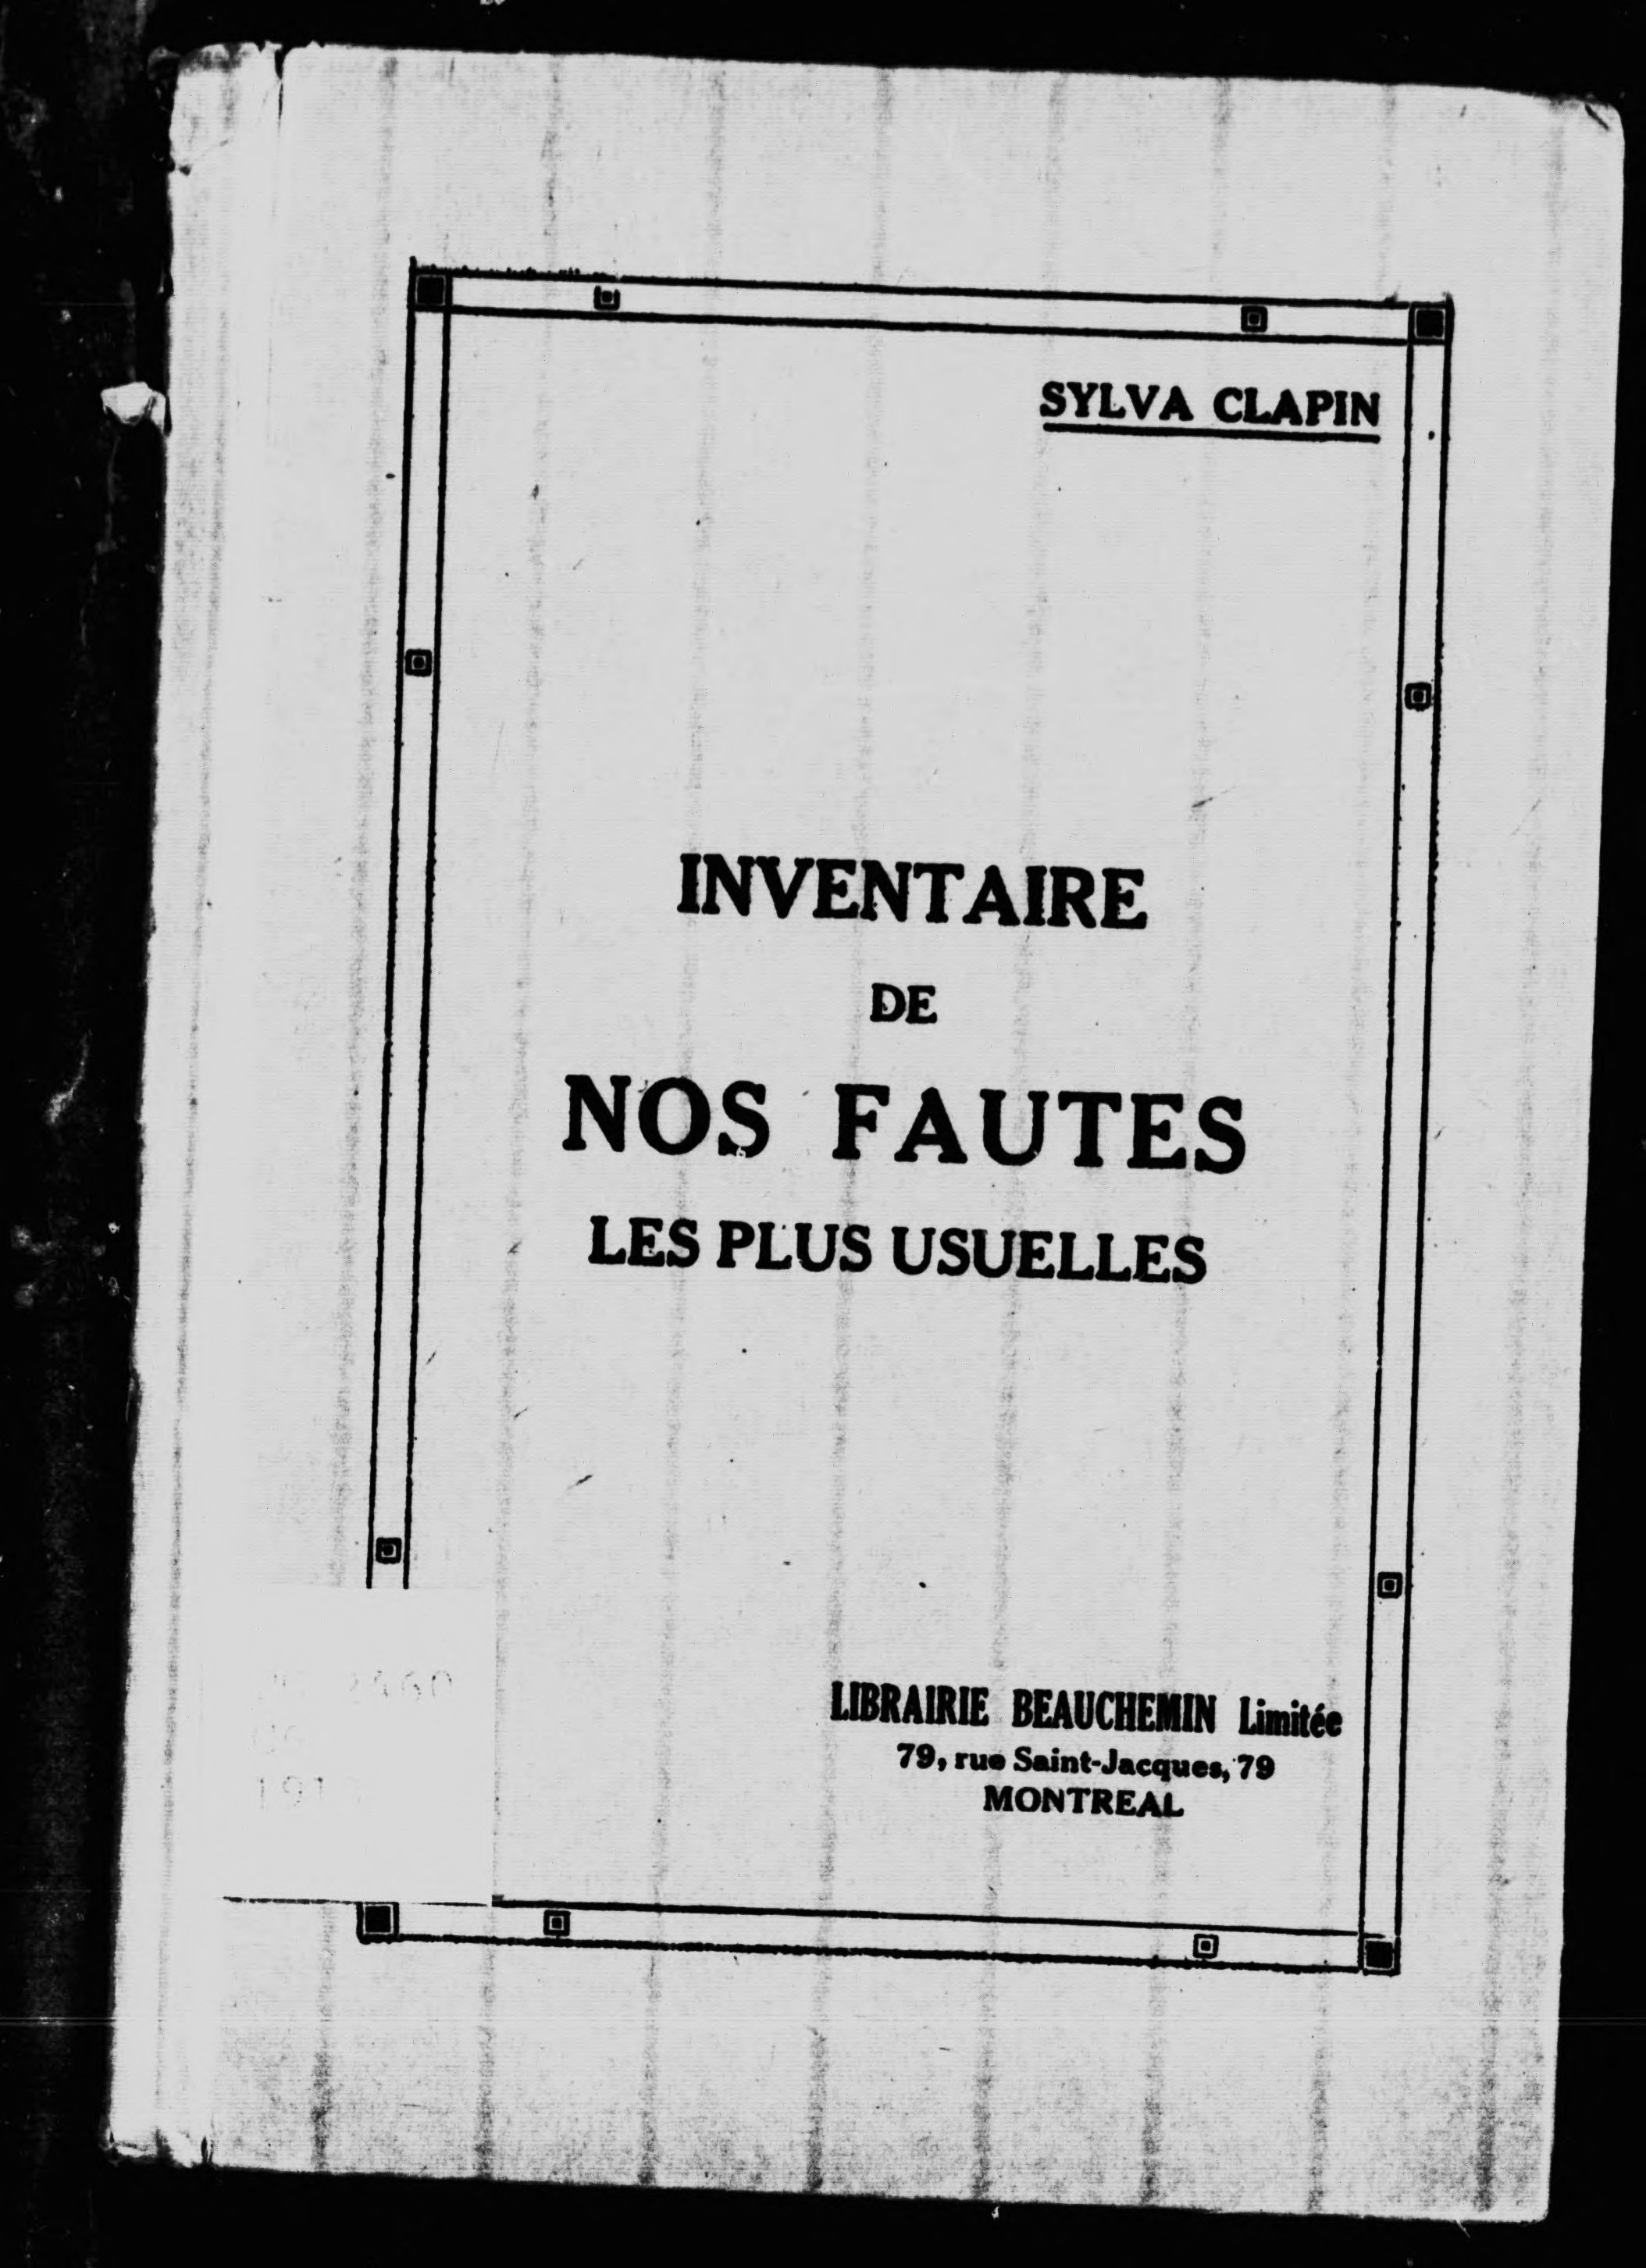 SYLVA CLAPIN
INVENTAIRE
DE
NOS FAUTES
LES PLUS USUELLES
LIBRAIRIE BEAUCHEMIN Limitée
79, rue Saint-Jacques, 79
MONTREAL